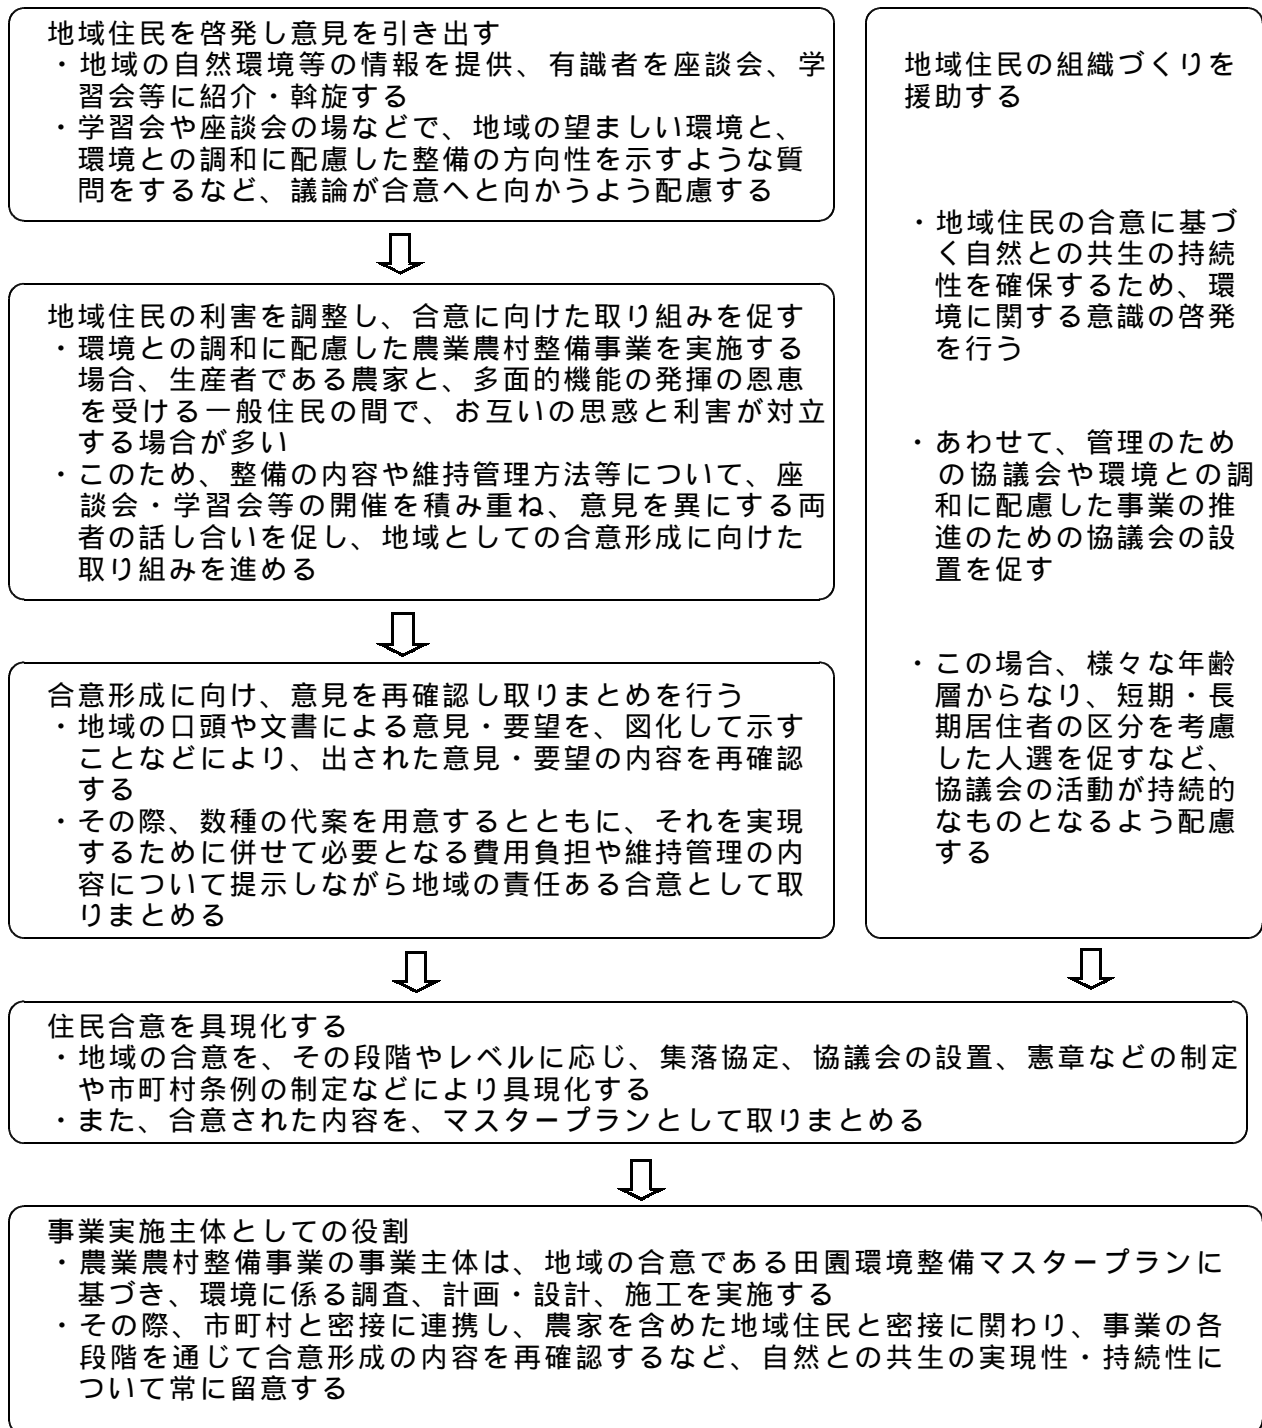 地域住民を啓発し意見を引き出す
・地域の自然環境等の情報を提供、有識者を座談会、学
習会等に紹介・斡旋する
・学習会や座談会の場などで、地域の望ましい環境と、
環境との調和に配慮した整備の方向性を示すような質
問をするなど、議論が合意へと向かうよう配慮する
地域住民の利害を調整し、合意に向けた取り組みを促す
・環境との調和に配慮した農業農村整備事業を実施する
場合、生産者である農家と、多面的機能の発揮の恩恵
を受ける一般住民の間で、お互いの思惑と利害が対立
する場合が多い
・このため、整備の内容や維持管理方法等について、座
談会・学習会等の開催を積み重ね、意見を異にする両
者の話し合いを促し、地域としての合意形成に向けた
取り組みを進める
合意形成に向け、意見を再確認し取りまとめを行う
・地域の口頭や文書による意見・要望を、図化して示す
ことなどにより、出された意見・要望の内容を再確認
する
・その際、数種の代案を用意するとともに、それを実現
するために併せて必要となる費用負担や維持管理の内
容について提示しながら地域の責任ある合意として取
りまとめる
地域住民の組織づくりを
援助する
・地域住民の合意に基づ
く自然との共生の持続
性を確保するため、環
境に関する意識の啓発
を行う
・あわせて、管理のため
の協議会や環境との調
和に配慮した事業の推
進のための協議会の設
置を促す
・この場合、様々な年齢
層からなり、短期・長
期居住者の区分を考慮
した人選を促すなど、
協議会の活動が持続的
なものとなるよう配慮
する
住民合意を具現化する
・地域の合意を、その段階やレベルに応じ、集落協定、協議会の設置、憲章などの制定
や市町村条例の制定などにより具現化する
・また、合意された内容を、マスタープランとして取りまとめる
事業実施主体としての役割
・農業農村整備事業の事業主体は、地域の合意である田園環境整備マスタープランに
基づき、環境に係る調査、計画・設計、施工を実施する
・その際、市町村と密接に連携し、農家を含めた地域住民と密接に関わり、事業の各
段階を通じて合意形成の内容を再確認するなど、自然との共生の実現性・持続性に
ついて常に留意する